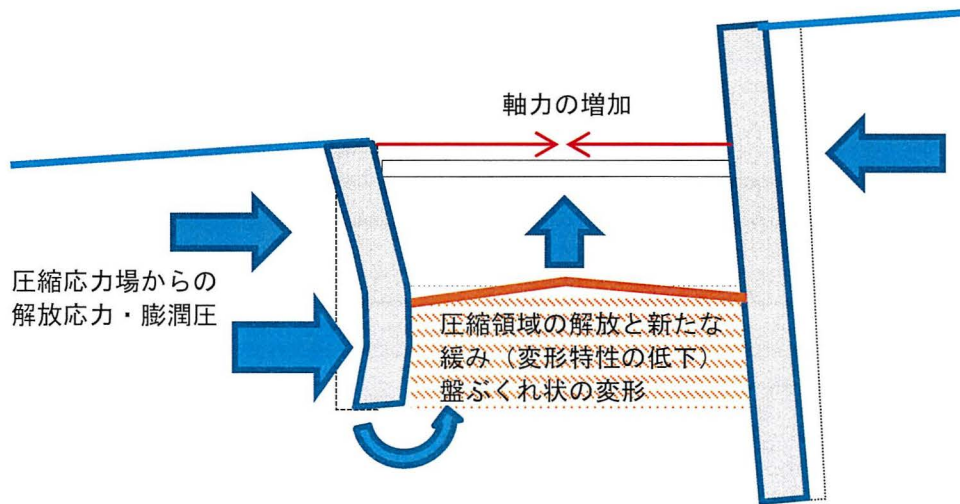 軸力の増加
圧縮応力場からの
解放応力・膨潤圧
圧縮領域の解放と新たな
緩み（変形特性の低下）
盤ぶくれ状の変形